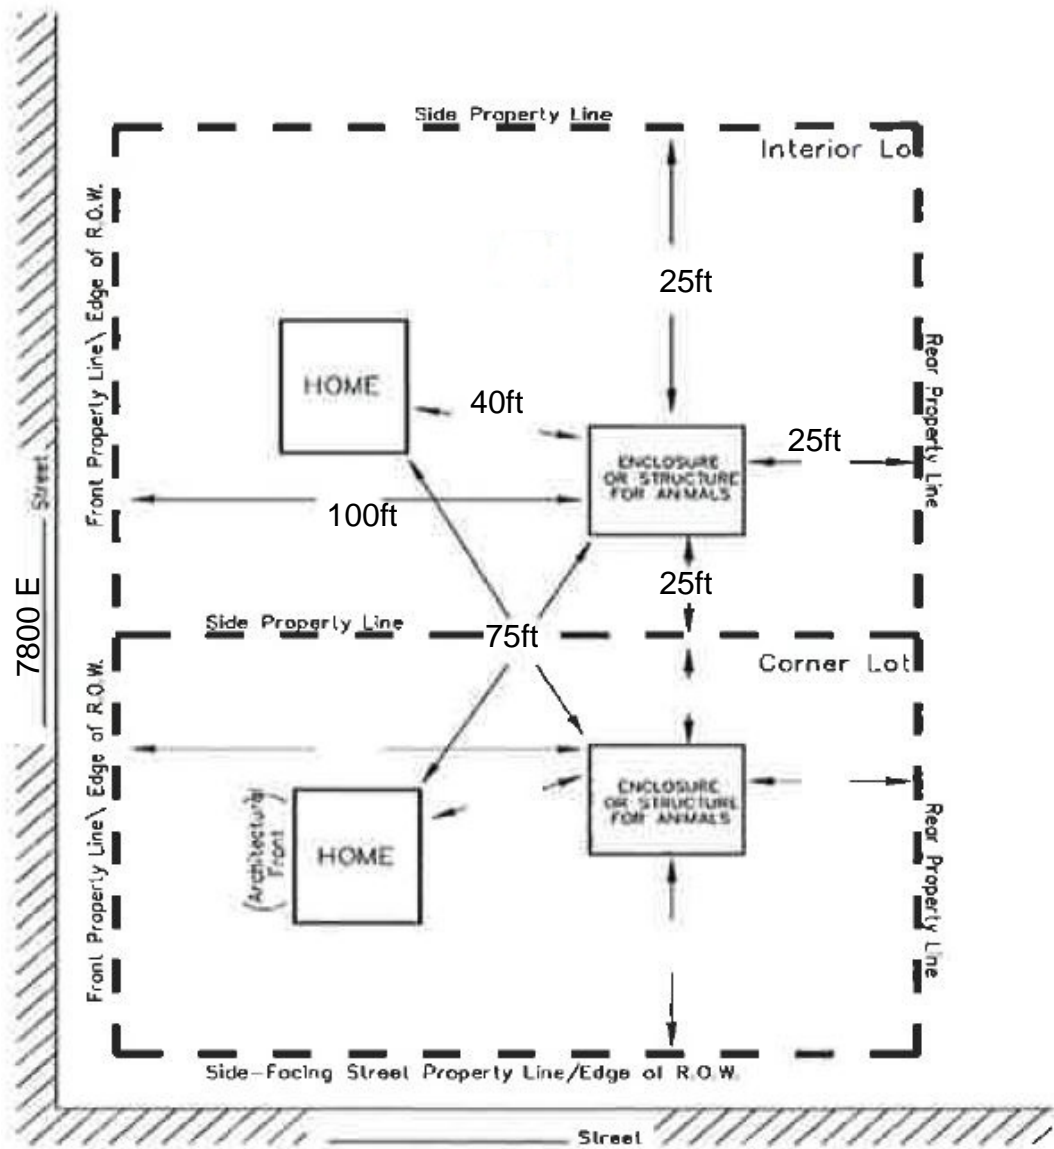 Side Property Line
Interior Lo
Front Property Line\ Edge of R.O.W.
25ft
HOME
40ft
Rear Property Line
25ft
ENCLOSURE
OR STRUCTURE
FOR ANIMALS
Street
100ft
25ft
7800 E
Side Property Line
75ft
Corner Lot
Front Property Line\ Edge of R.O.W.
ENCLOSURE
OR STRUCTURE
FOR ANIMALS
(Architectural
Front)
HOME
Rear Property Line
Side-Facing Street Property Line/Edge of R.O.W.
Street